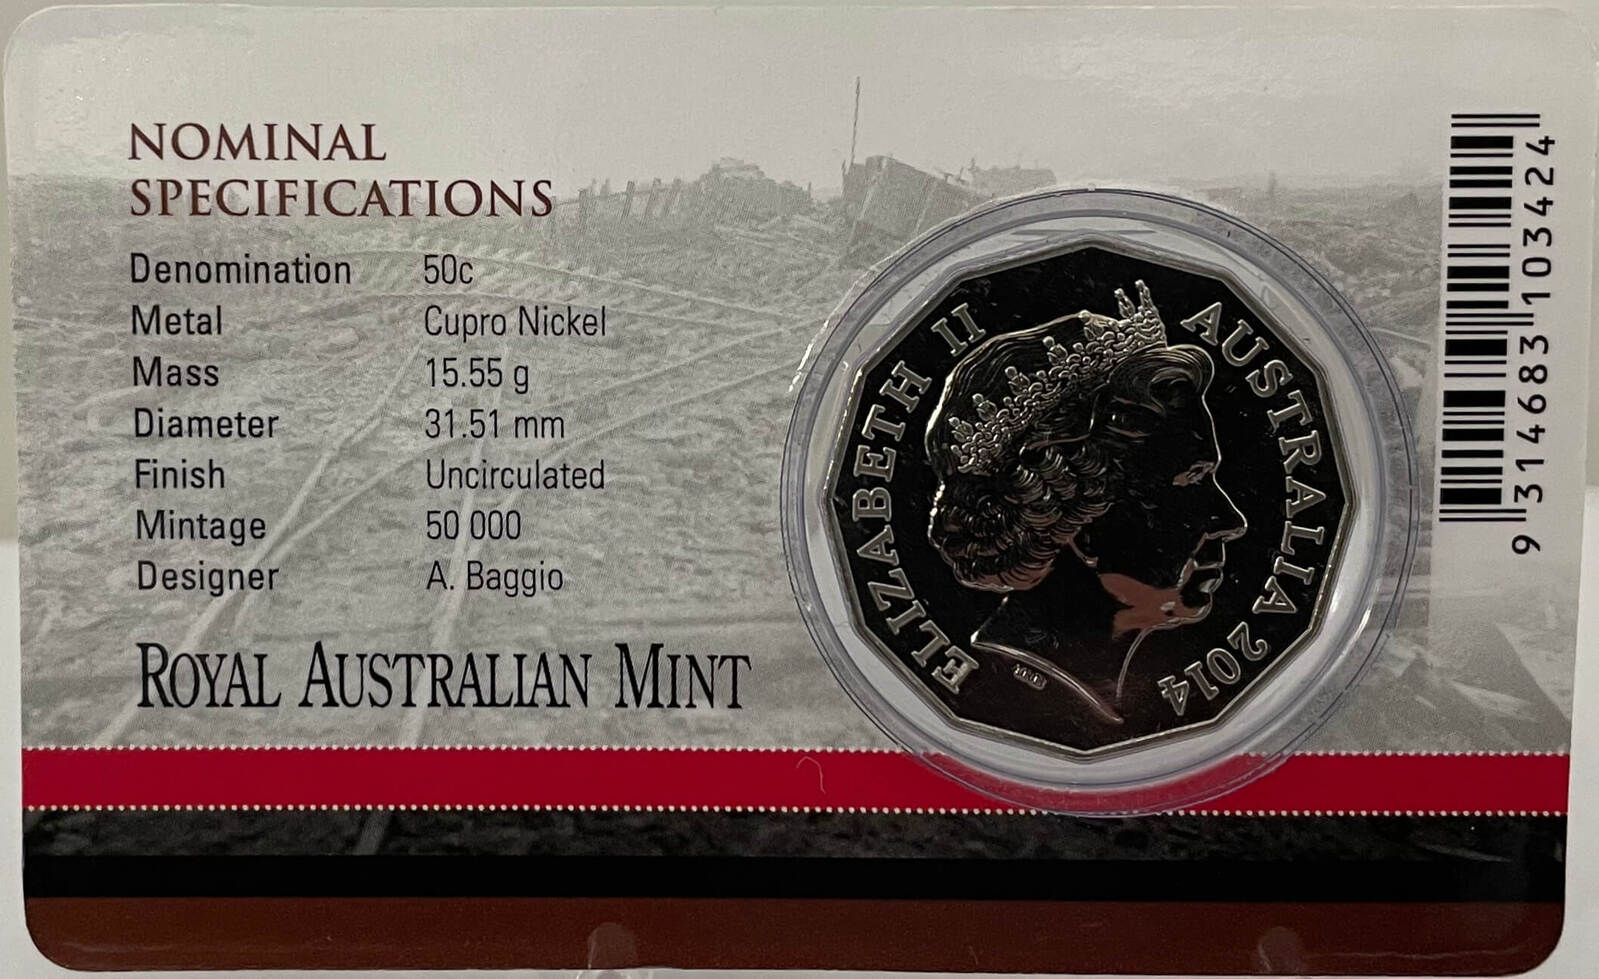 NOMINAL
SPECIFICATIONS
Denomination 50c
Metal Cupro Nickel
Mass 15.55 g
Diameter 31.51 mm
Finish Uncirculated
Mintage 50 000
Designer A. Baggio
ROYAL AUSTRALIAN MINT
ELIZABETH II
AUSTRALIA 2014
9 314683 103424